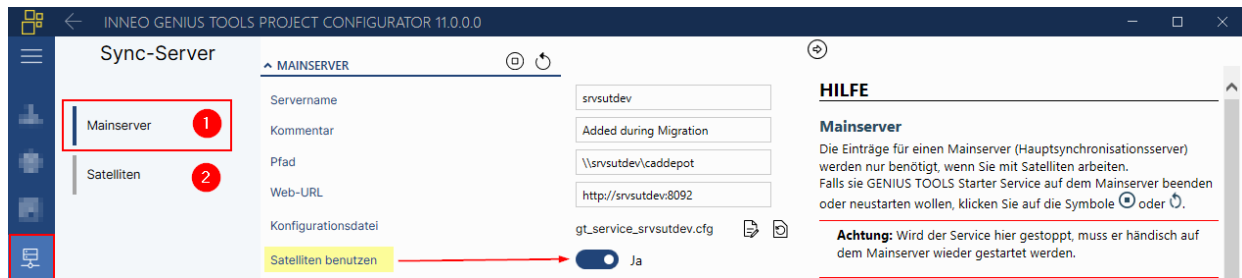 INNEO GENIUS TOOLS PROJECT CONFIGURATOR 11.0.0.0
Sync-Server
Mainserver 1
Satelliten 2
MAINSERVER
Servername srvsutdev
Kommentar Added during Migration
Pfad \\srvsutdev\caddepot
Web-URL http://srvsutdev:8092
Konfigurationsdatei gt_service_srvsutdev.cfg
Satelliten benutzen Ja
HILFE
Mainserver
Die Einträge für einen Mainserver (Hauptsynchronisationsserver)
werden nur benötigt, wenn Sie mit Satelliten arbeiten.
Falls sie GENIUS TOOLS Starter Service auf dem Mainserver beenden
oder neustarten wollen, klicken Sie auf die Symbole oder .
Achtung: Wird der Service hier gestoppt, muss er händisch auf
dem Mainserver wieder gestartet werden.